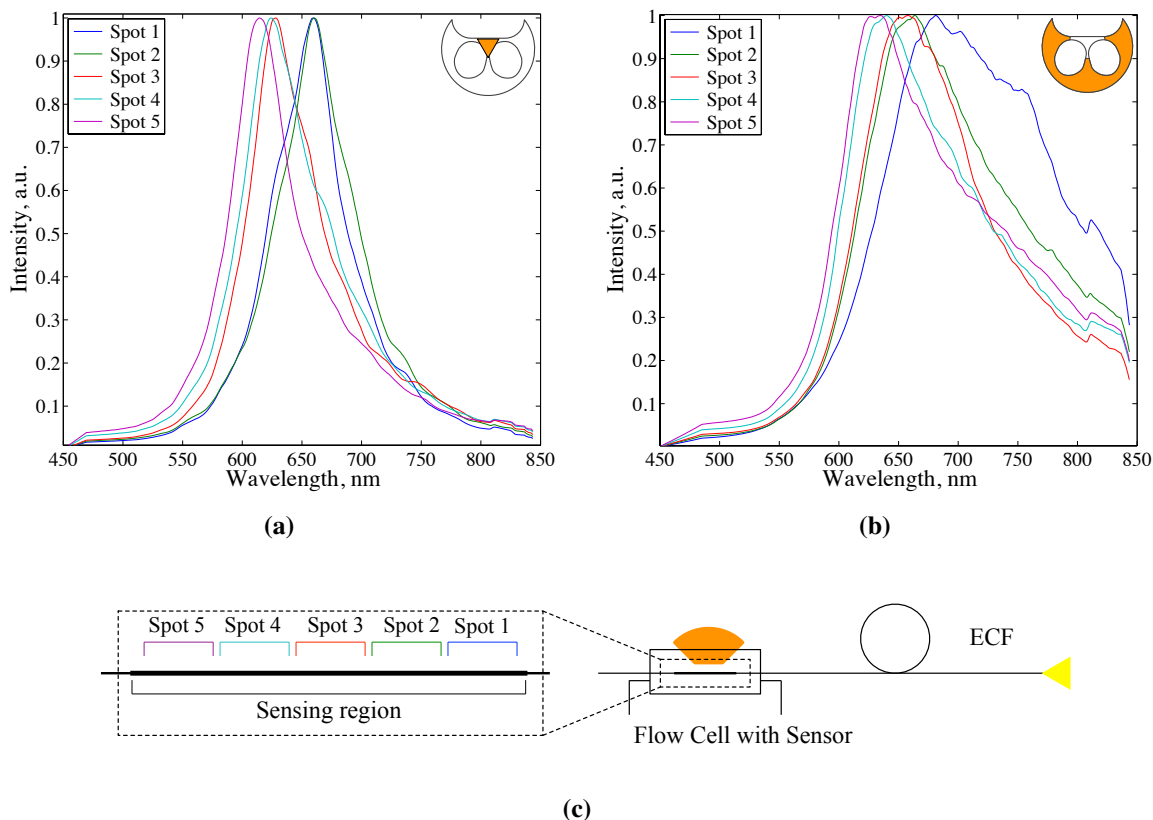 Spot 1
Spot 2
Spot 3
Spot 4
Spot 5
Intensity, a.u.
1
0.9
0.8
0.7
0.6
0.5
0.4
0.3
0.2
0.1
450 500 550 600 650 700 750 800 850
Wavelength, nm
(a)
Spot 1
Spot 2
Spot 3
Spot 4
Spot 5
Intensity, a.u.
1
0.9
0.8
0.7
0.6
0.5
0.4
0.3
0.2
0.1
450 500 550 600 650 700 750 800 850
Wavelength, nm
(b)
Spot 5 Spot 4 Spot 3 Spot 2 Spot 1
Sensing region
ECF
Flow Cell with Sensor
(c)